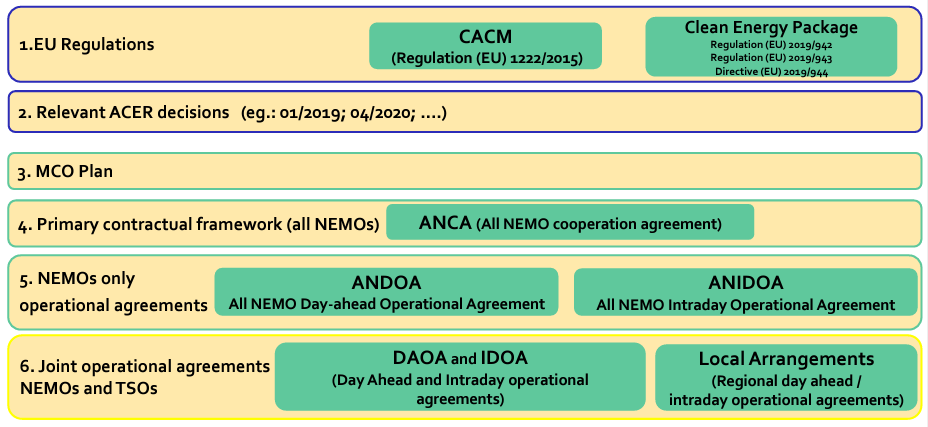 1.EU Regulations
CACM
(Regulation (EU) 1222/2015)
Clean Energy Package
Regulation (EU) 2019/942
Regulation (EU) 2019/943
Directive (EU) 2019/944
2. Relevant ACER decisions (eg.: 01/2019; 04/2020; ....)
3. MCO Plan
4. Primary contractual framework (all NEMOs)
ANCA (All NEMO cooperation agreement)
5. NEMOs only
operational agreements
ANDOA
All NEMO Day-ahead Operational Agreement
ANIDOA
All NEMO Intraday Operational Agreement
6. Joint operational agreements
NEMOs and TSOs
DAOA and IDOA
(Day Ahead and Intraday operational
agreements)
Local Arrangements
(Regional day ahead /
intraday operational agreements)